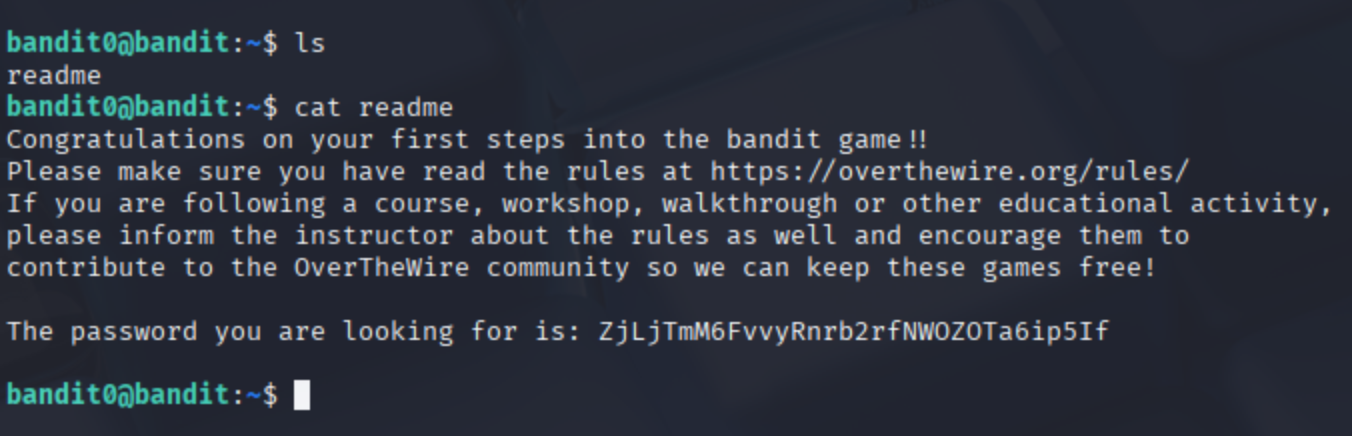 bandit0@bandit:~$ ls
readme
bandit0@bandit:~$ cat readme
Congratulations on your first steps into the bandit game!!
Please make sure you have read the rules at https://overthewire.org/rules/
If you are following a course, workshop, walkthrough or other educational activity,
please inform the instructor about the rules as well and encourage them to
contribute to the OverTheWire community so we can keep these games free!
The password you are looking for is: ZjLjTmM6FvvyRnrb2rfNWOZOTa6ip5If
bandit0@bandit:~$